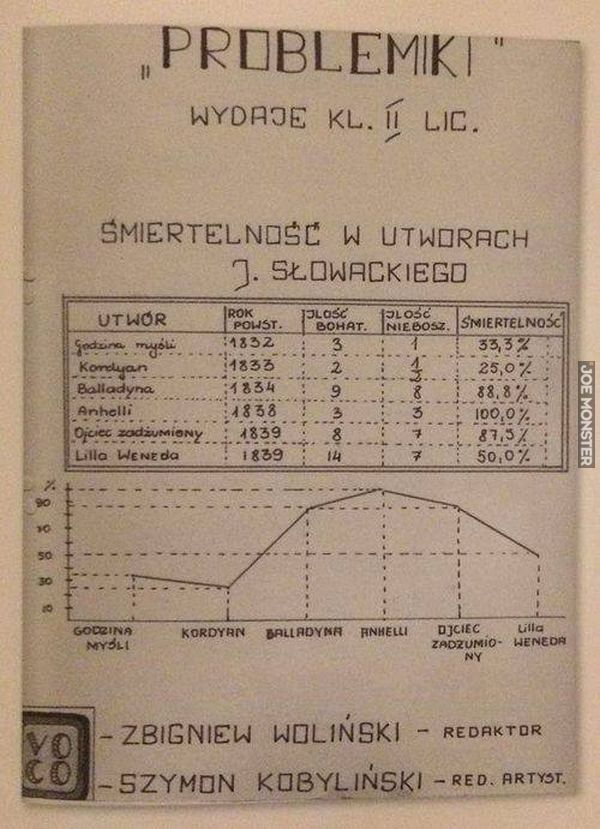 „PROBLEMIKI"
WYDAJE KL. II LIC.
ŚMIERTELNOŚĆ W UTWORACH
J. SŁOWACKIEGO
UTWÓR ROK POWST. ILOŚĆ BOHAT. ILOŚĆ NIEBOSZ. ŚMIERTELNOŚĆ
Godzina myśli 1832 3 1 33,3%
Kordyan 1833 2 1/2 25,0%
Balladyna 1834 9 8 88,8%
Anhelli 1838 3 3 100,0%
Ojciec zadżumiony 1839 8 7 87,5%
Lilla WENEDA 1839 14 7 50,0%
%
90
70
50
30
10
GODZINA MYŚLI KORDYAN BALLADYNA ANHELLI OJCIEC ZADŻUMIO-NY Lilla WENEDA
VOCO
- ZBIGNIEW WOLIŃSKI - REDAKTOR
- SZYMON KOBYLIŃSKI - RED. ARTYST.
JOE MONSTER